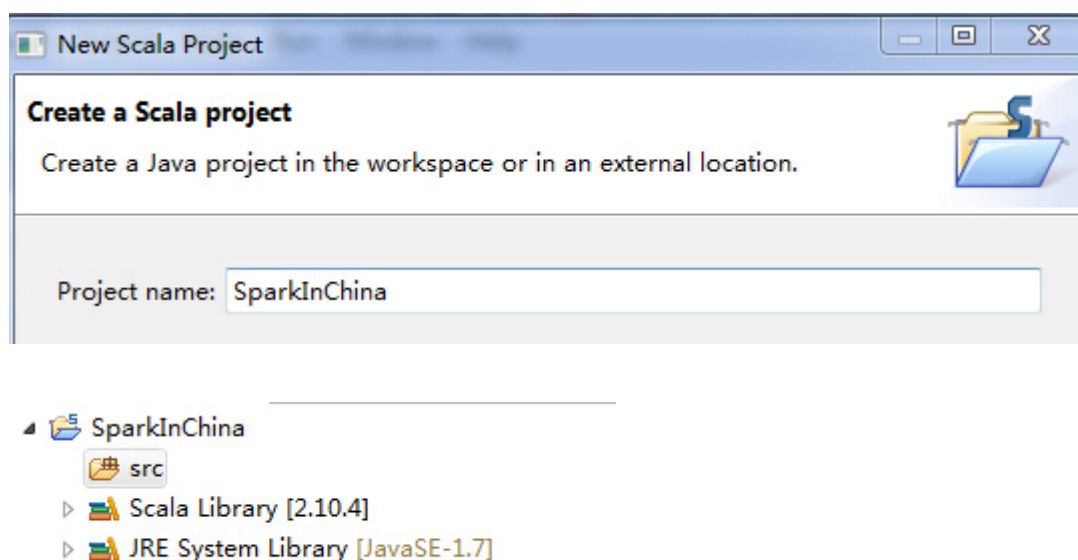 New Scala Project
Create a Scala project
Create a Java project in the workspace or in an external location.
Project name: SparkInChina
SparkInChina
src
Scala Library [2.10.4]
JRE System Library [JavaSE-1.7]